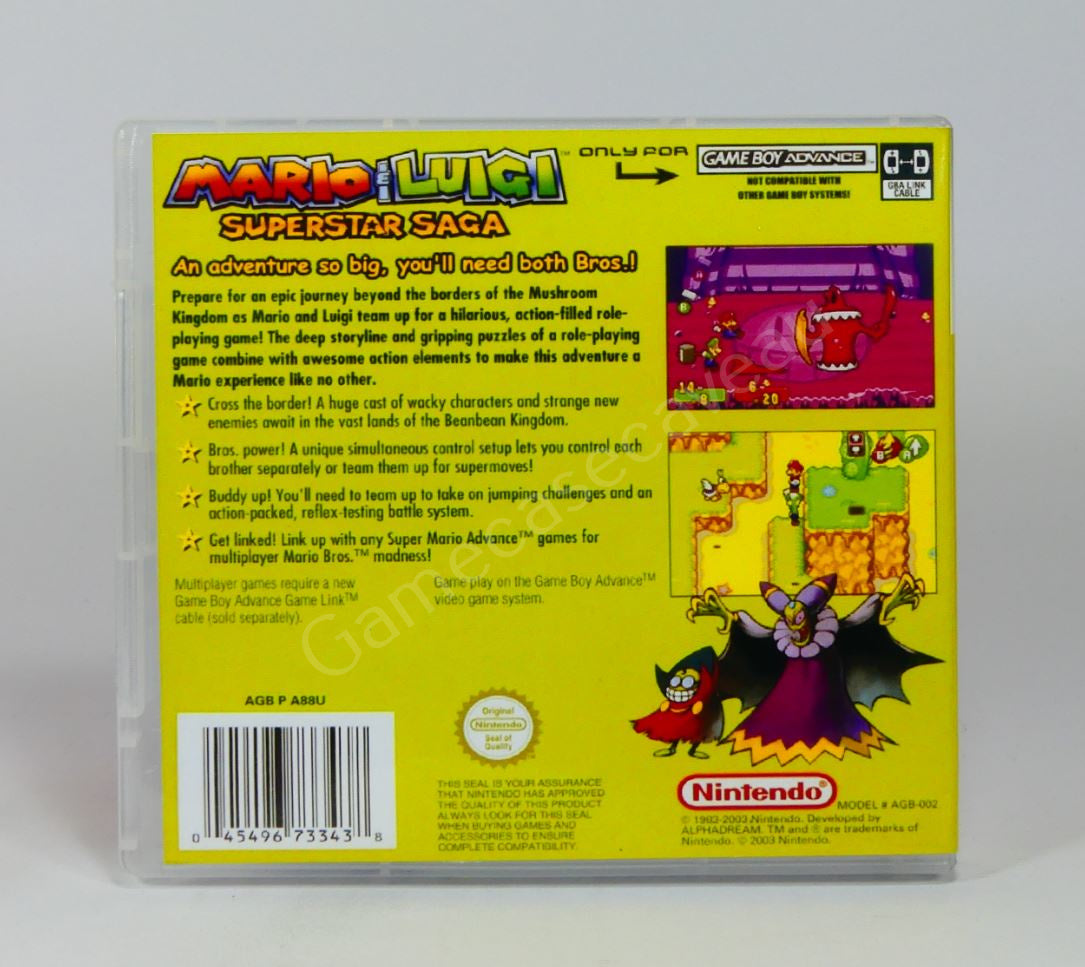 MARIO & LUIGI™
SUPERSTAR SAGA
ONLY FOR
GAME BOY ADVANCE™
NOT COMPATIBLE WITH
OTHER GAME BOY SYSTEMS!
GBA LINK
CABLE
An adventure so big, you'll need both Bros.!
Prepare for an epic journey beyond the borders of the Mushroom
Kingdom as Mario and Luigi team up for a hilarious, action-filled role-
playing game! The deep storyline and gripping puzzles of a role-playing
game combine with awesome action elements to make this adventure a
Mario experience like no other.
Cross the border! A huge cast of wacky characters and strange new
enemies await in the vast lands of the Beanbean Kingdom.
Bros. power! A unique simultaneous control setup lets you control each
brother separately or team them up for supermoves!
Buddy up! You'll need to team up to take on jumping challenges and an
action-packed, reflex-testing battle system.
Get linked! Link up with any Super Mario Advance™ games for
multiplayer Mario Bros.™ madness!
Multiplayer games require a new
Game Boy Advance Game Link™
cable (sold separately).
Game play on the Game Boy Advance™
video game system.
B
14
8
6
20
B
R
Gamecasecaveau
AGB P A88U
0 45496 73343 8
Original
Nintendo
Seal of
Quality
THIS SEAL IS YOUR ASSURANCE
THAT NINTENDO HAS APPROVED
THE QUALITY OF THIS PRODUCT
ALWAYS LOOK FOR THIS SEAL
WHEN BUYING GAMES AND
ACCESSORIES TO ENSURE
COMPLETE COMPATIBILITY.
Nintendo®
MODEL # AGB-002
© 1983-2003 Nintendo. Developed by
ALPHADREAM. TM and ® are trademarks of
Nintendo. © 2003 Nintendo.